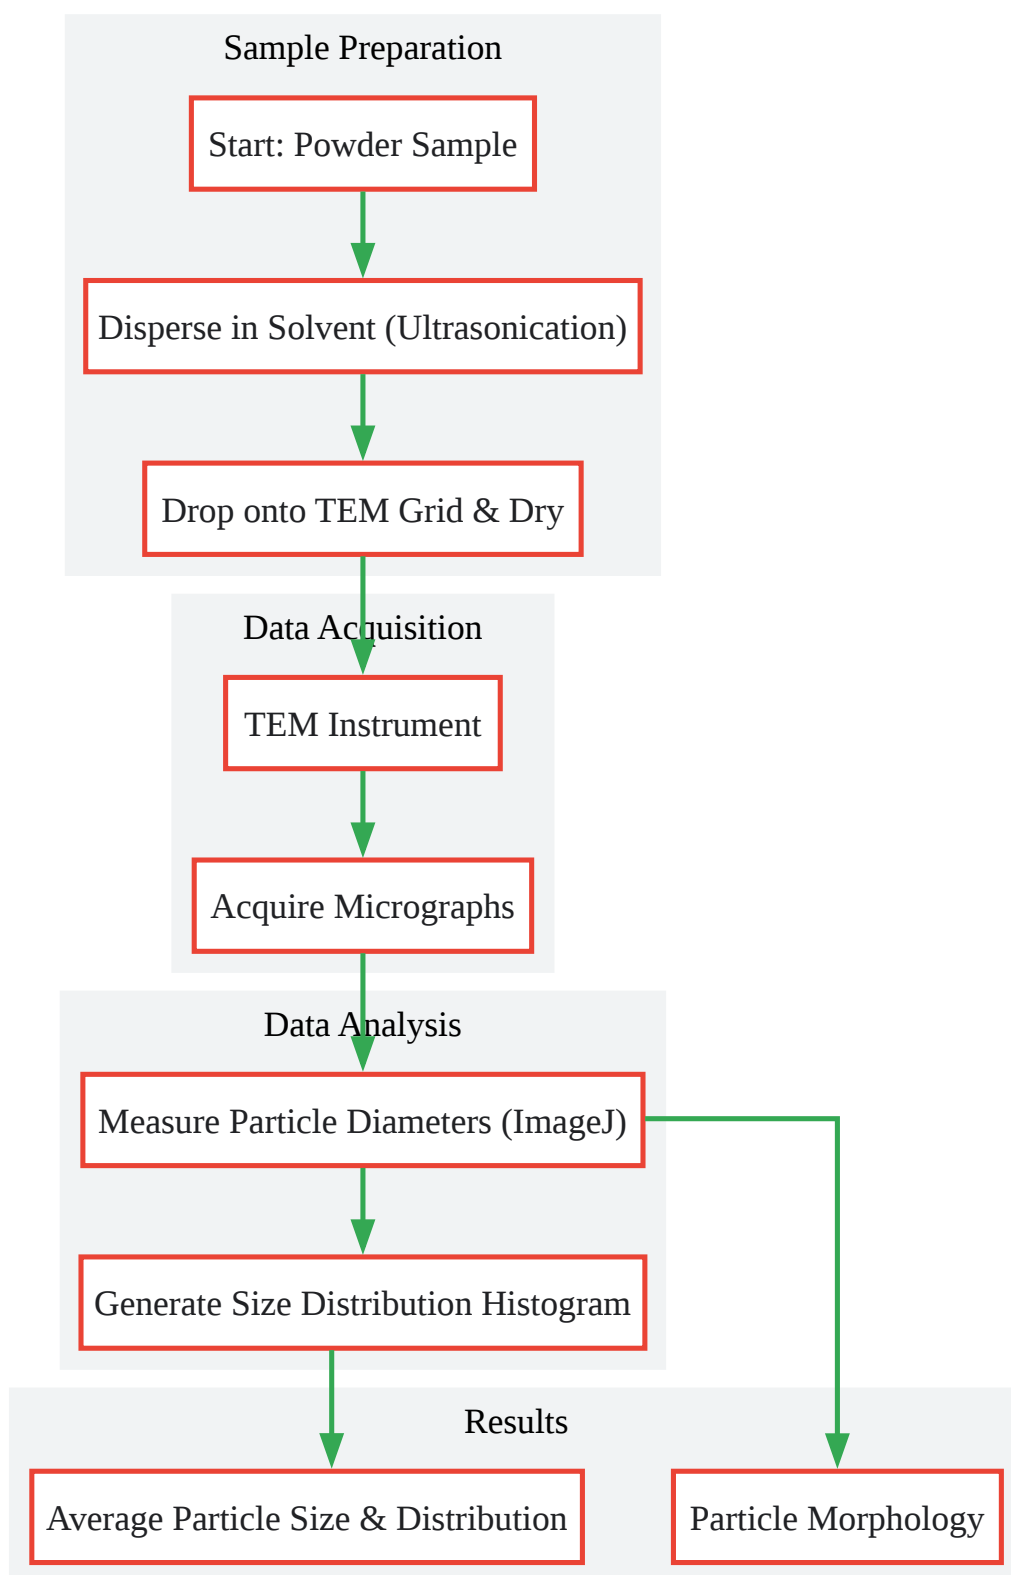 Sample Preparation
Start: Powder Sample
Disperse in Solvent (Ultrasonication)
Drop onto TEM Grid & Dry
Data Acquisition
TEM Instrument
Acquire Micrographs
Data Analysis
Measure Particle Diameters (ImageJ)
Generate Size Distribution Histogram
Results
Average Particle Size & Distribution
Particle Morphology